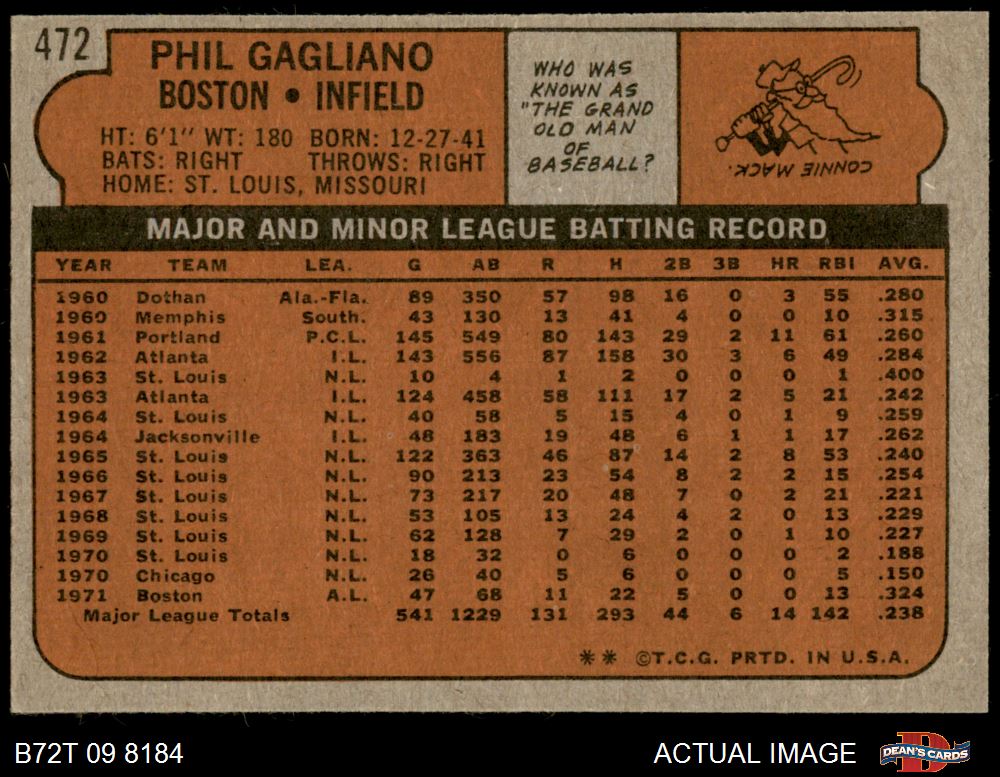 472
PHIL GAGLIANO
BOSTON • INFIELD
HT: 6'1" WT: 180 BORN: 12-27-41
BATS: RIGHT THROWS: RIGHT
HOME: ST. LOUIS, MISSOURI
WHO WAS
KNOWN AS
"THE GRAND
OLD MAN
OF
BASEBALL?
CONNIE MACK.
MAJOR AND MINOR LEAGUE BATTING RECORD
YEAR TEAM LEA. G AB R H 2B 3B HR RBI AVG.
1960 Dothan Ala.-Fla. 89 350 57 98 16 0 3 55 .280
1960 Memphis South. 43 130 13 41 4 0 0 10 .315
1961 Portland P.C.L. 145 549 80 143 29 2 11 61 .260
1962 Atlanta I.L. 143 556 87 158 30 3 6 49 .284
1963 St. Louis N.L. 10 4 1 2 0 0 0 1 .400
1963 Atlanta I.L. 124 458 58 111 17 2 5 21 .242
1964 St. Louis N.L. 40 58 5 15 4 0 1 9 .259
1964 Jacksonville I.L. 48 183 19 48 6 1 1 17 .262
1965 St. Louis N.L. 122 363 46 87 14 2 8 53 .240
1966 St. Louis N.L. 90 213 23 54 8 2 2 15 .254
1967 St. Louis N.L. 73 217 20 48 7 0 2 21 .221
1968 St. Louis N.L. 53 105 13 24 4 2 0 13 .229
1969 St. Louis N.L. 62 128 7 29 2 0 1 10 .227
1970 St. Louis N.L. 18 32 0 6 0 0 0 2 .188
1970 Chicago N.L. 26 40 5 6 0 0 0 5 .150
1971 Boston A.L. 47 68 11 22 5 0 0 13 .324
Major League Totals 541 1229 131 293 44 6 14 142 .238
** ©T.C.G. PRTD. IN U.S.A.
B72T 09 8184 ACTUAL IMAGE
DEAN'S CARDS